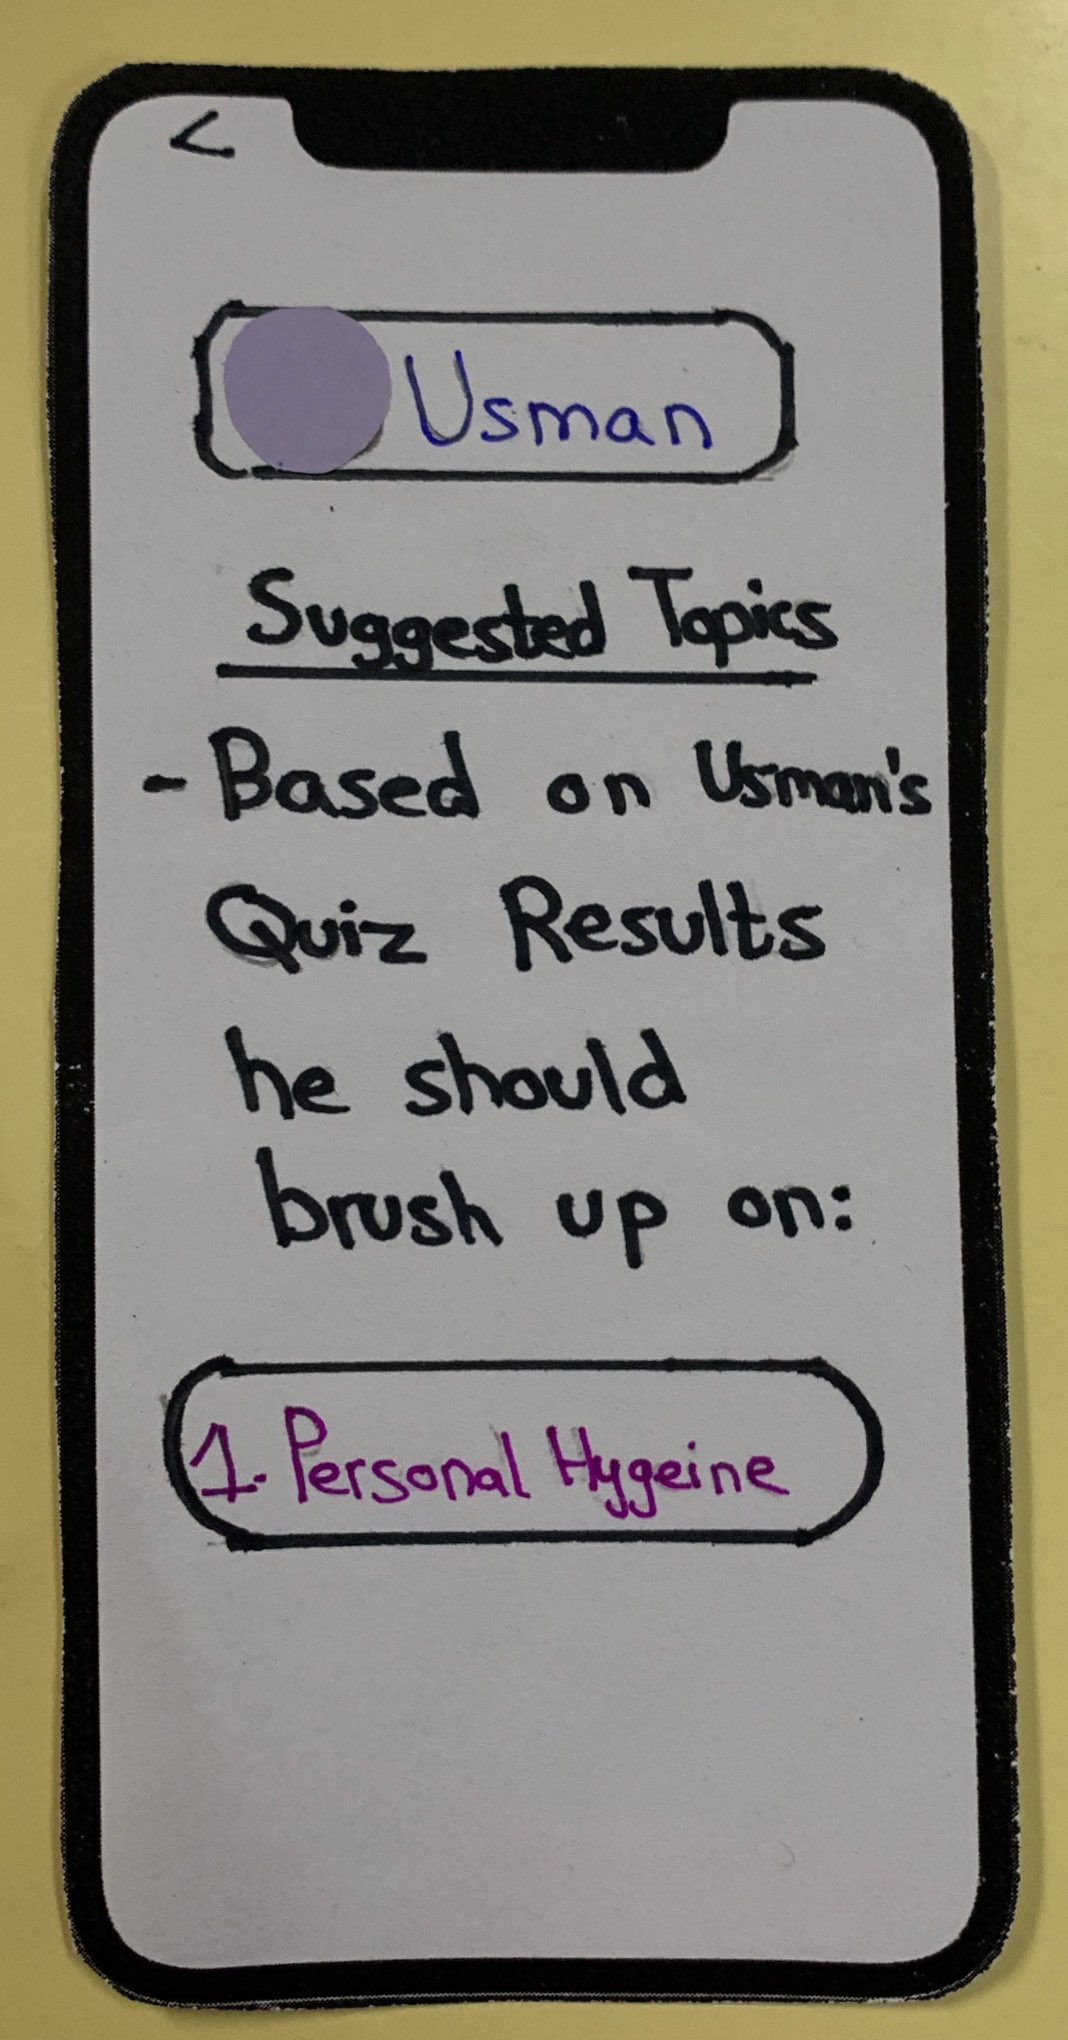 <
Usman
Suggested Topics
- Based on Usman's
Quiz Results
he should
brush up on:
1. Personal Hygeine